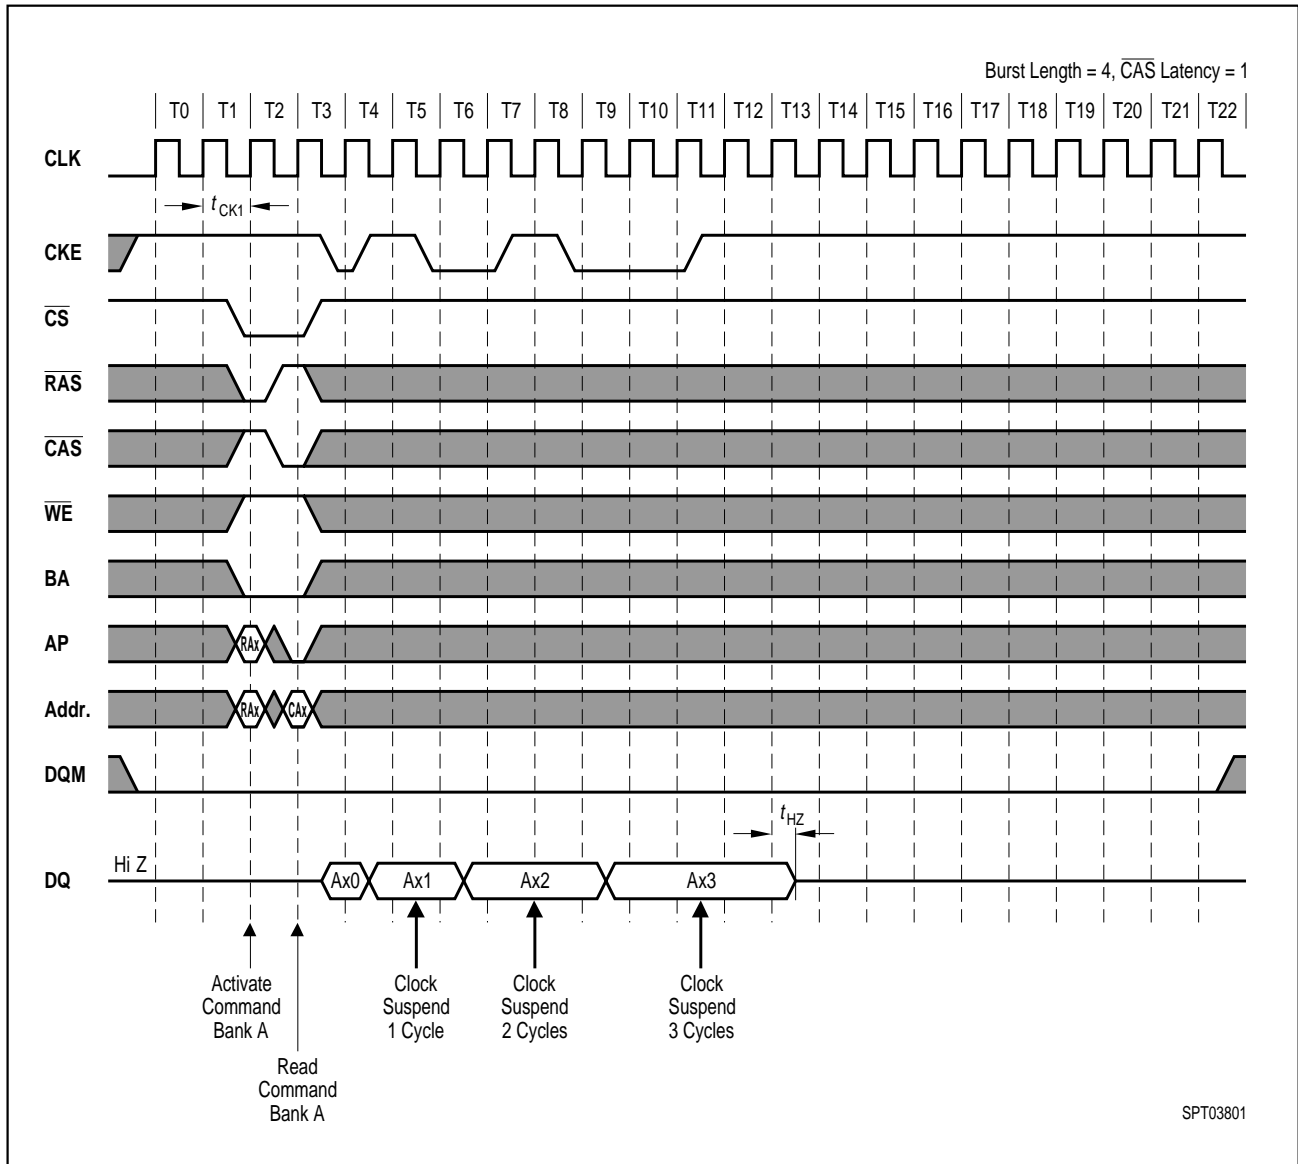 Burst Length = 4, CAS Latency = 1
T0 T1 T2 T3 T4 T5 T6 T7 T8 T9 T10 T11 T12 T13 T14 T15 T16 T17 T18 T19 T20 T21 T22
CLK
tCK1
CKE
CS
RAS
CAS
WE
BA
AP
RAx
Addr.
RAx CAx
DQM
tHZ
DQ
Hi Z
Ax0 Ax1 Ax2 Ax3
Activate
Command
Bank A
Read
Command
Bank A
Clock
Suspend
1 Cycle
Clock
Suspend
2 Cycles
Clock
Suspend
3 Cycles
SPT03801